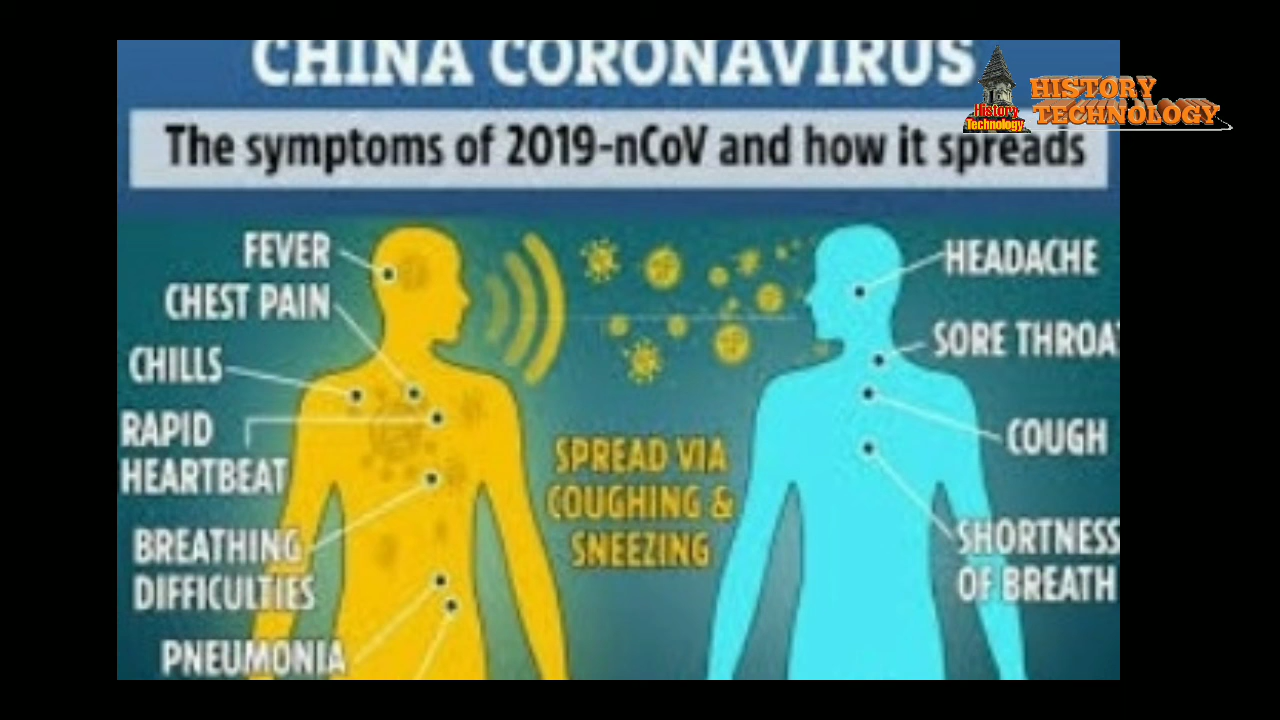 CHINA CORONAVIRUS
History
Technology
HISTORY
TECHNOLOGY
The symptoms of 2019-nCoV and how it spreads
FEVER
CHEST PAIN
CHILLS
RAPID
HEARTBEAT
BREATHING
DIFFICULTIES
PNEUMONIA
SPREAD VIA
COUGHING &
SNEEZING
HEADACHE
SORE THROA
COUGH
SHORTNESS
OF BREATH